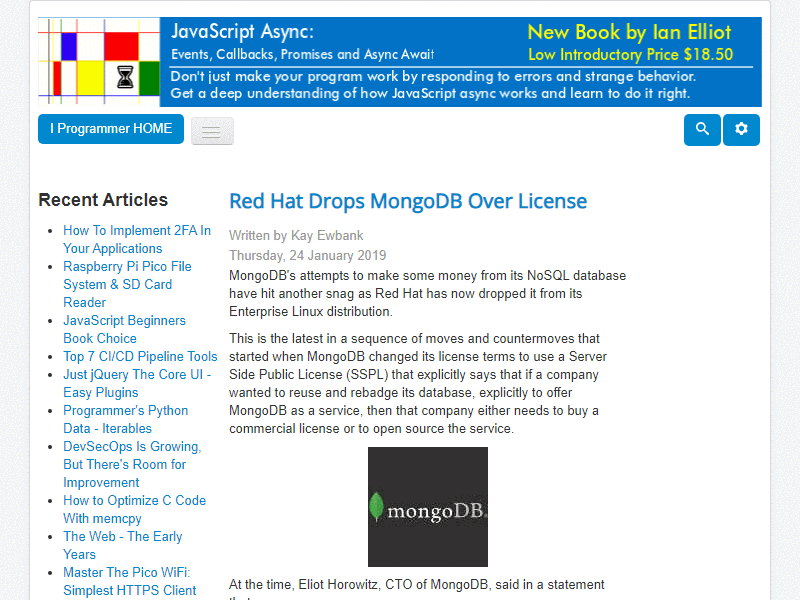 JavaScript Async:
Events, Callbacks, Promises and Async Await
New Book by Ian Elliot
Low Introductory Price $18.50
Don't just make your program work by responding to errors and strange behavior.
Get a deep understanding of how JavaScript async works and learn to do it right.
I Programmer HOME
Recent Articles
How To Implement 2FA In
Your Applications
Raspberry Pi Pico File
System & SD Card
Reader
JavaScript Beginners
Book Choice
Top 7 CI/CD Pipeline Tools
Just jQuery The Core UI -
Easy Plugins
Programmer's Python
Data - Iterables
DevSecOps Is Growing,
But There's Room for
Improvement
How to Optimize C Code
With memcpy
The Web - The Early
Years
Master The Pico WiFi:
Simplest HTTPS Client
Red Hat Drops MongoDB Over License
Written by Kay Ewbank
Thursday, 24 January 2019
MongoDB's attempts to make some money from its NoSQL database
have hit another snag as Red Hat has now dropped it from its
Enterprise Linux distribution.
This is the latest in a sequence of moves and countermoves that
started when MongoDB changed its license terms to use a Server
Side Public License (SSPL) that explicitly says that if a company
wanted to reuse and rebadge its database, explicitly to offer
MongoDB as a service, then that company either needs to buy a
commercial license or to open source the service.
mongoDB
At the time, Eliot Horowitz, CTO of MongoDB, said in a statement